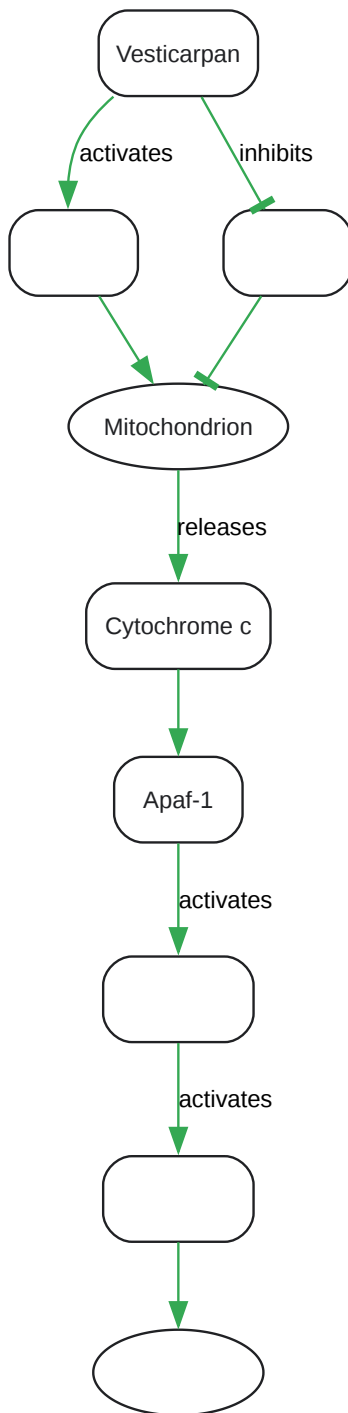 Vesticarpan
activates
inhibits
Mitochondrion
releases
Cytochrome c
Apaf-1
activates
activates